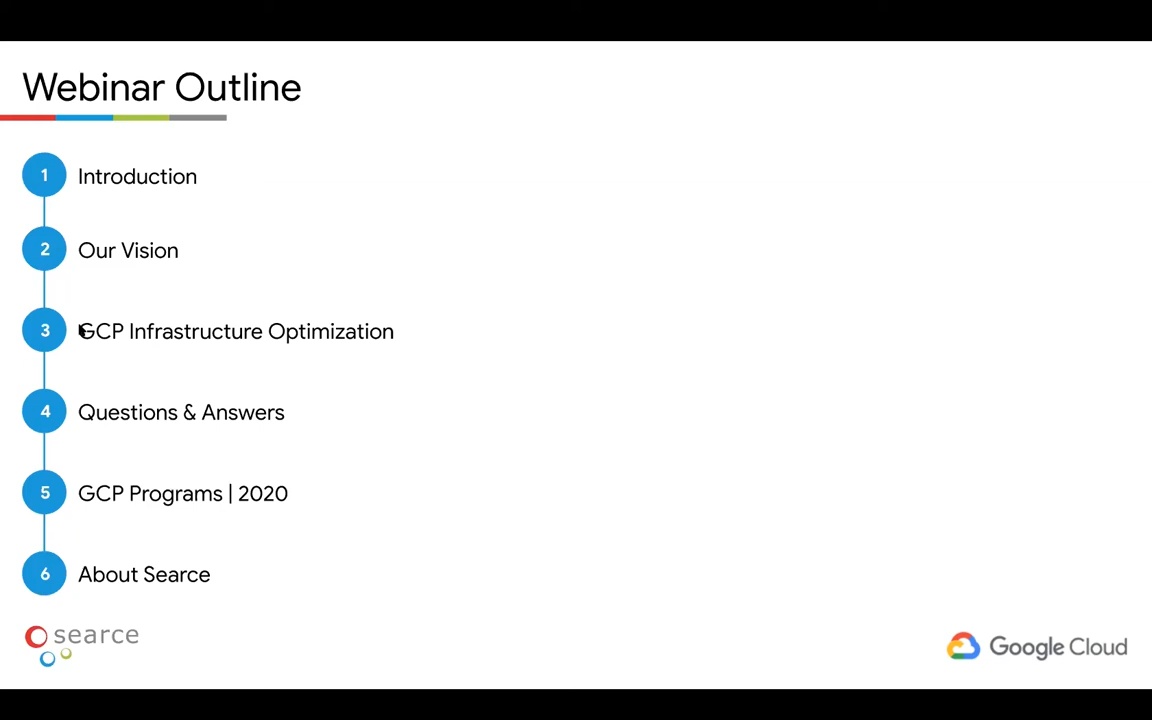 Webinar Outline
1 Introduction
2 Our Vision
3 GCP Infrastructure Optimization
4 Questions & Answers
5 GCP Programs | 2020
6 About Searce
searce
Google Cloud